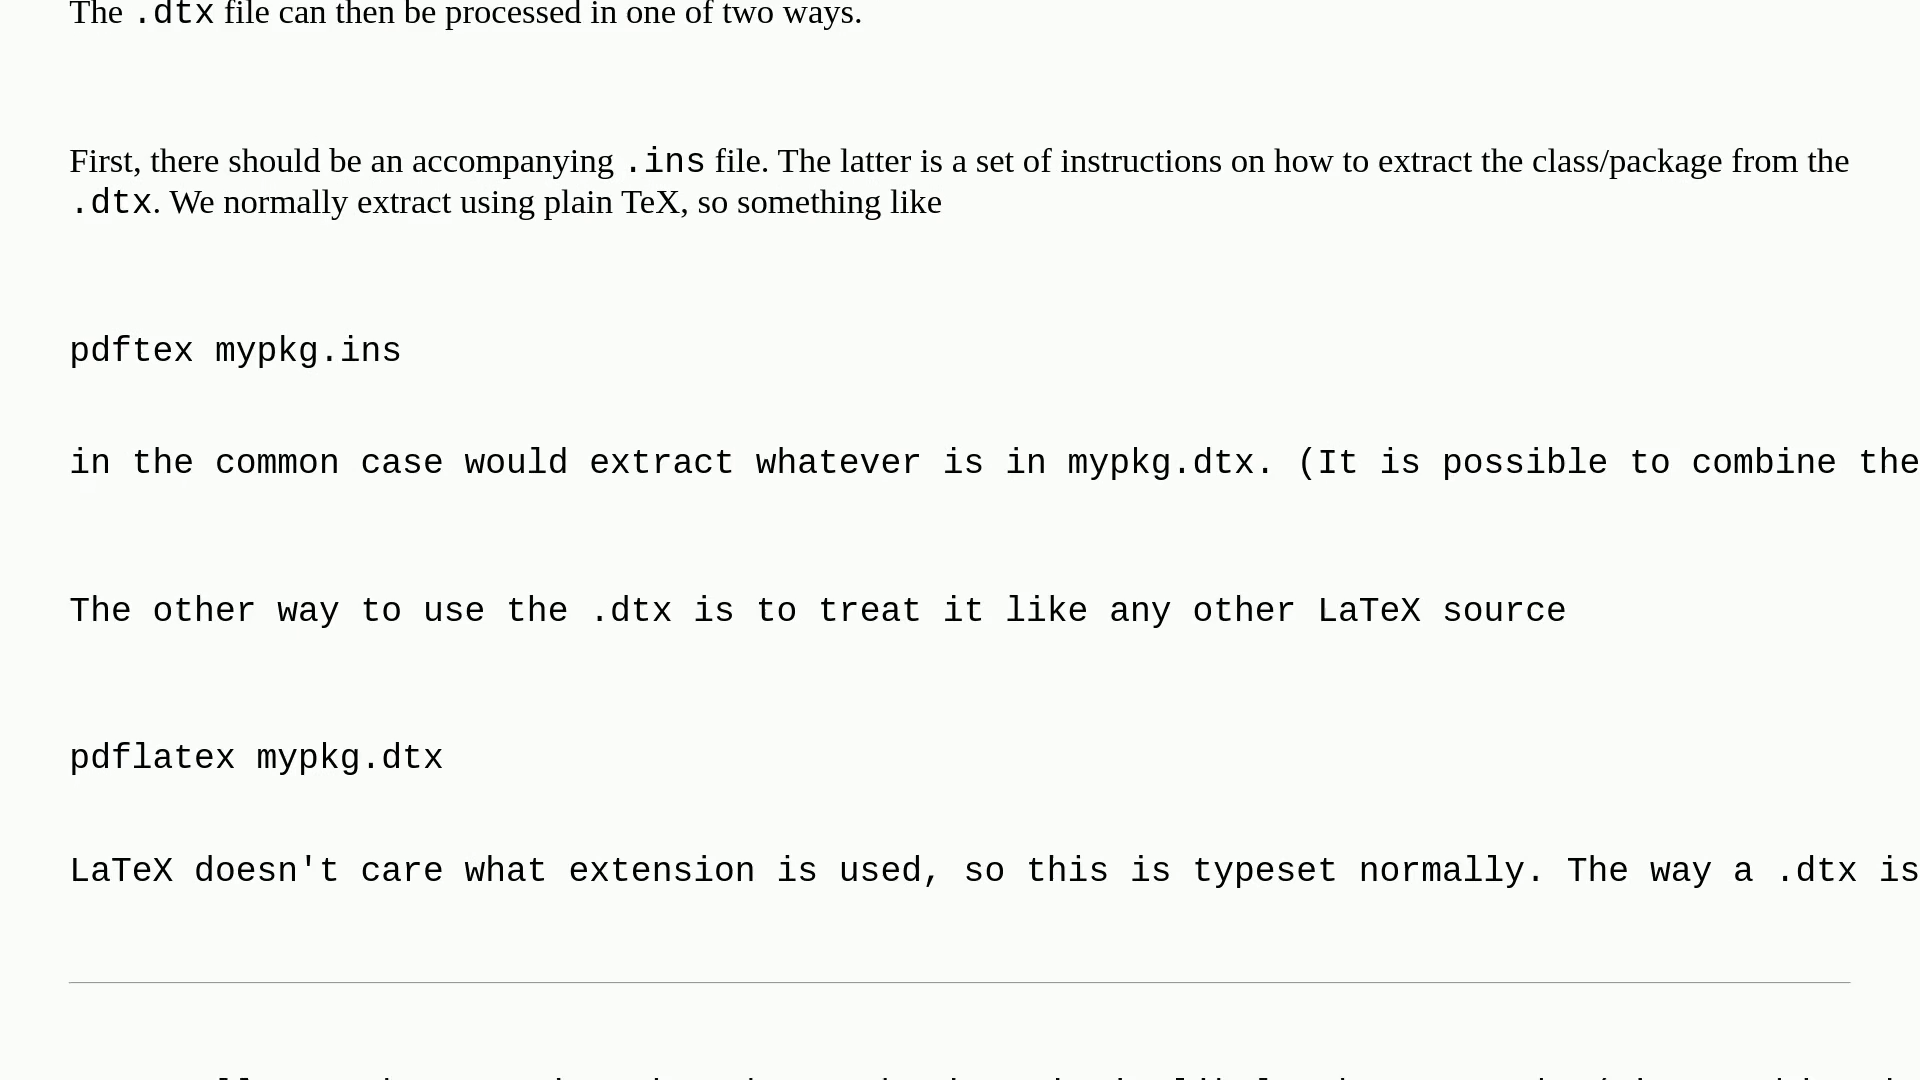 The .dtx file can then be processed in one of two ways.
First, there should be an accompanying .ins file. The latter is a set of instructions on how to extract the class/package from the
.dtx. We normally extract using plain TeX, so something like
pdftex mypkg.ins
in the common case would extract whatever is in mypkg.dtx. (It is possible to combine the
The other way to use the .dtx is to treat it like any other LaTeX source
pdflatex mypkg.dtx
LaTeX doesn't care what extension is used, so this is typeset normally. The way a .dtx is